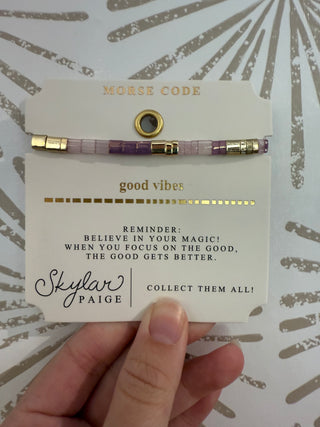 MORSE CODE
good vibes
REMINDER:
BELIEVE IN YOUR MAGIC!
WHEN YOU FOCUS ON THE GOOD,
THE GOOD GETS BETTER.
Skylar
PAIGE
COLLECT THEM ALL!